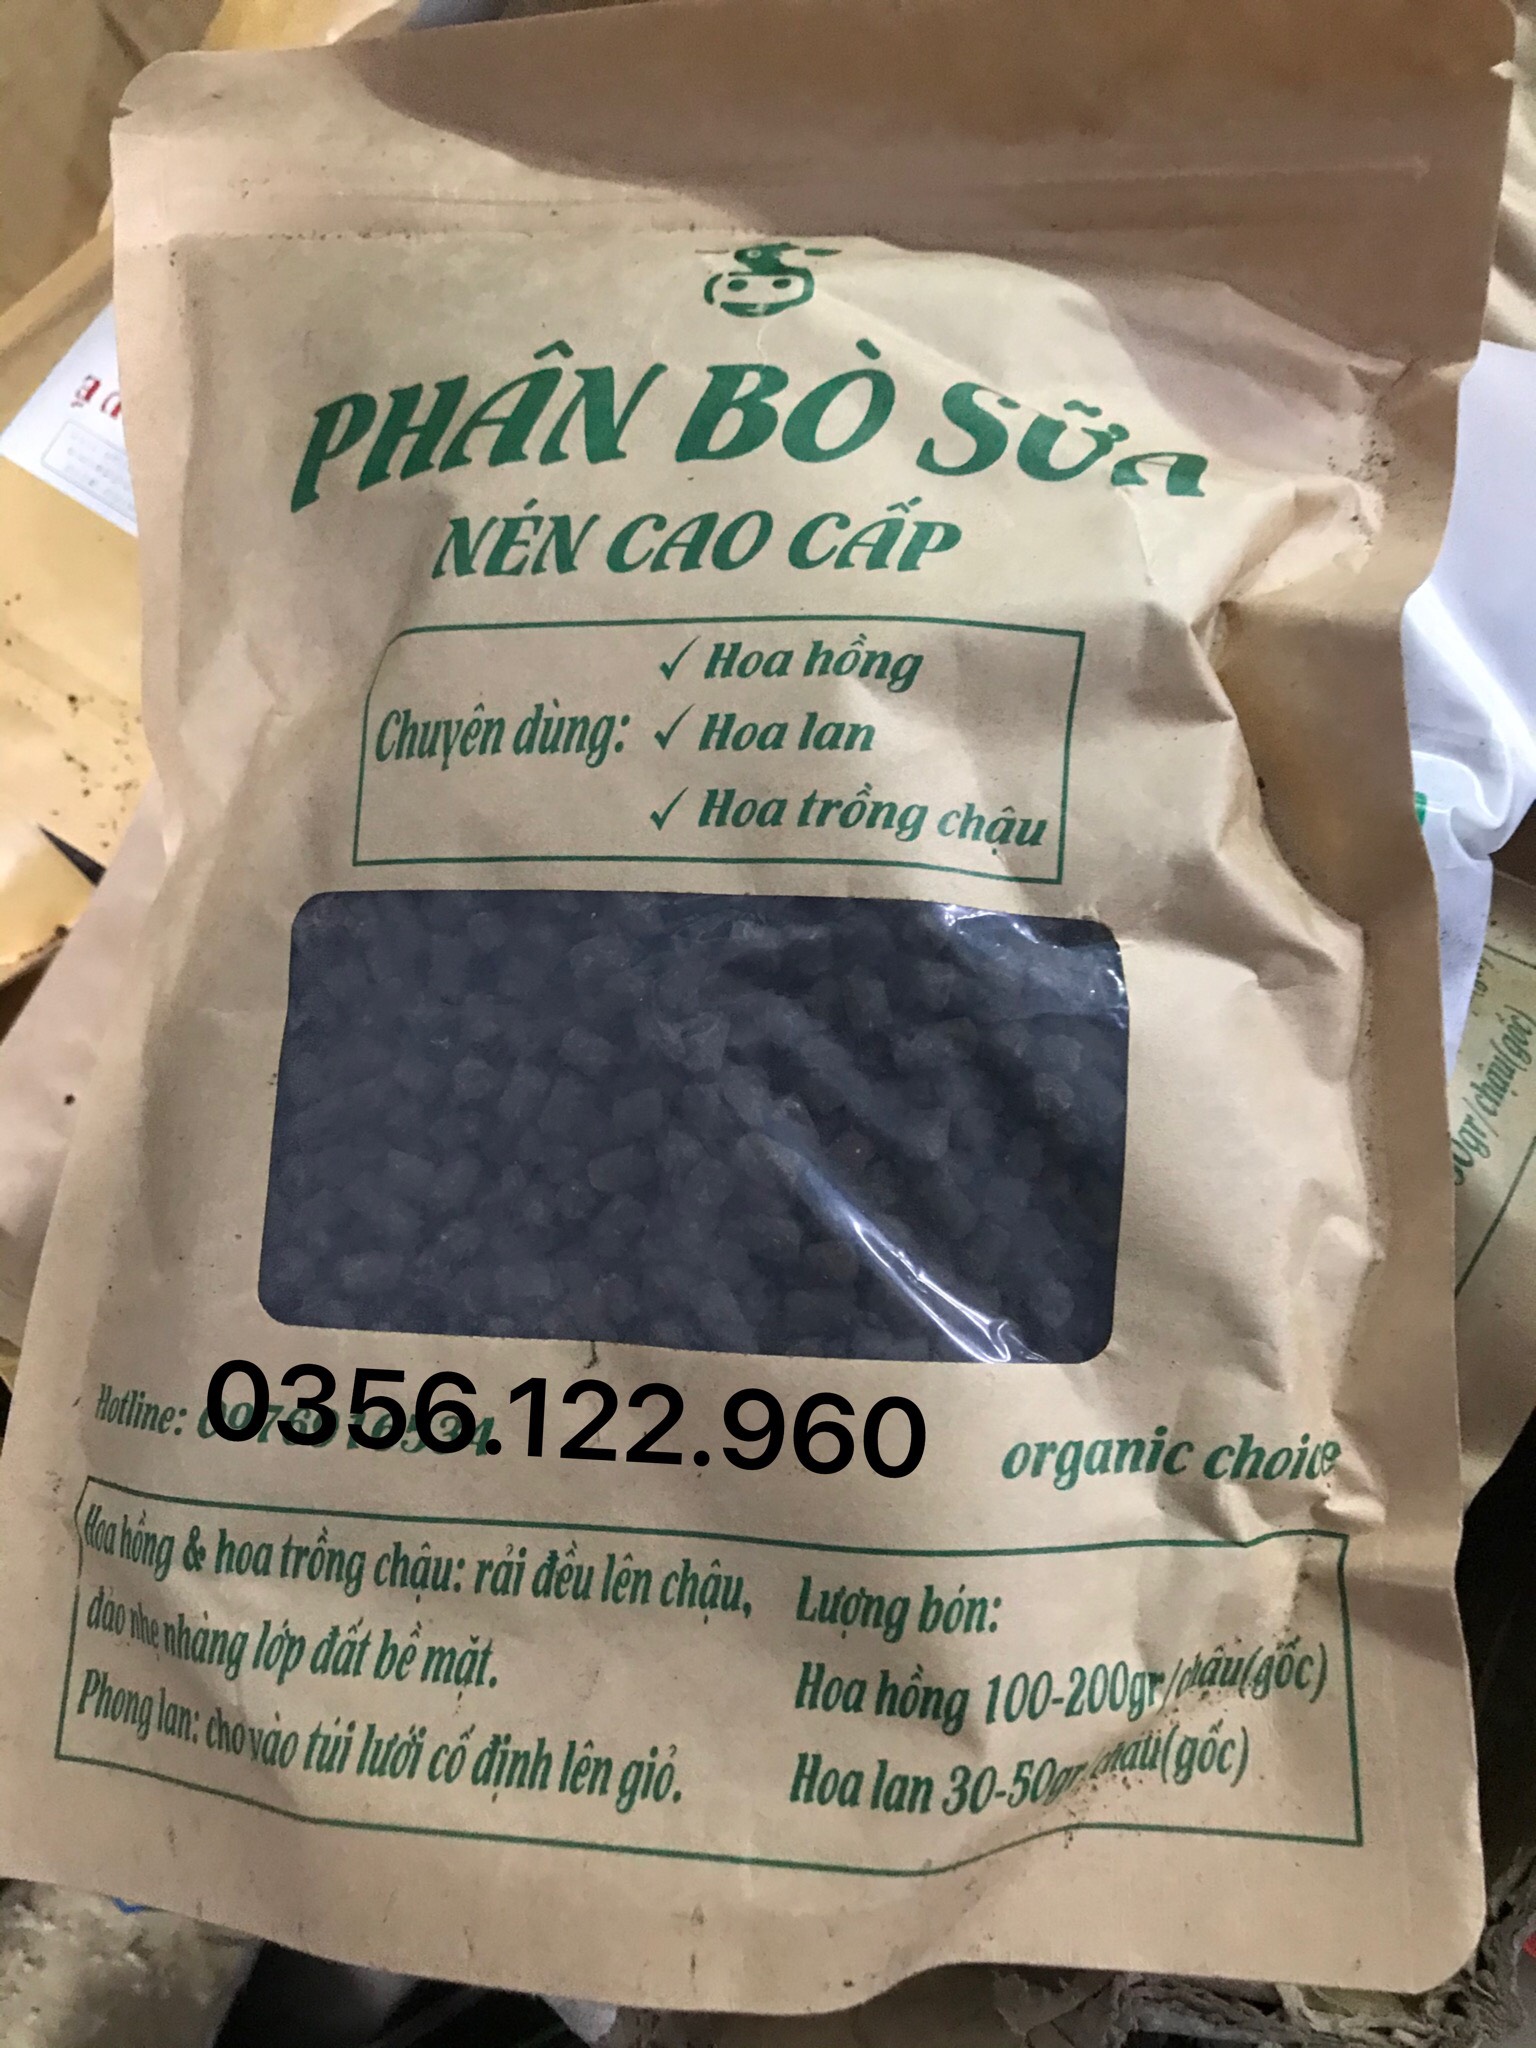 PHÂN BÒ SỮA
NÉN CAO CẤP
Chuyên dùng:
✓ Hoa hồng
✓ Hoa lan
✓ Hoa trồng chậu
0356.122.960
Hotline:
organic choice
Hoa hồng & hoa trồng chậu: rải đều lên chậu,
đảo nhẹ nhàng lớp đất bề mặt.
Phong lan: cho vào túi lưới cố định lên giỏ.
Lượng bón:
Hoa hồng 100-200gr/chậu(gốc)
Hoa lan 30-50gr/chậu(gốc)
gr/chậu(gốc)